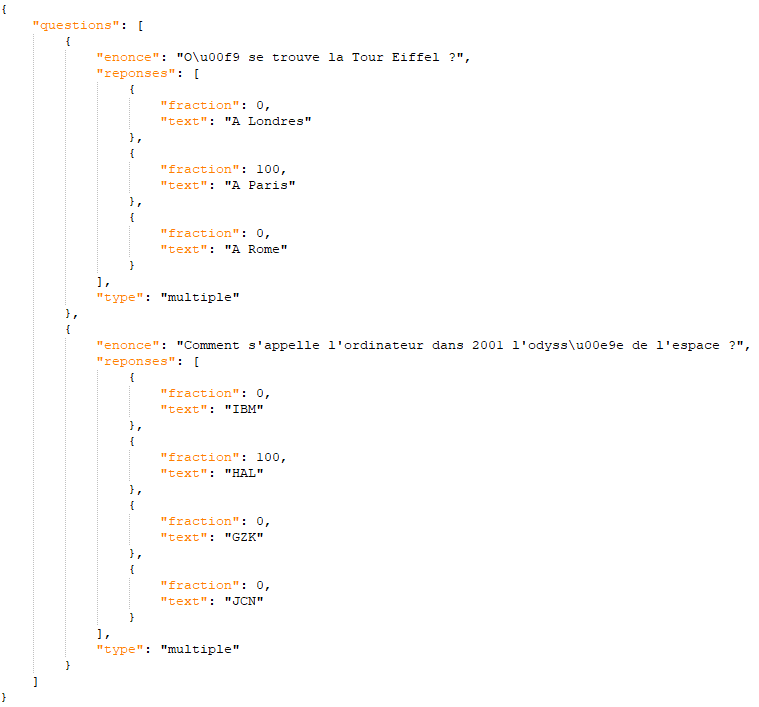 {
    "questions": [
        {
            "enonce": "O\u00f9 se trouve la Tour Eiffel ?",
            "reponses": [
                {
                    "fraction": 0,
                    "text": "A Londres"
                },
                {
                    "fraction": 100,
                    "text": "A Paris"
                },
                {
                    "fraction": 0,
                    "text": "A Rome"
                }
            ],
            "type": "multiple"
        },
        {
            "enonce": "Comment s'appelle l'ordinateur dans 2001 l'odyss\u00e9e de l'espace ?",
            "reponses": [
                {
                    "fraction": 0,
                    "text": "IBM"
                },
                {
                    "fraction": 100,
                    "text": "HAL"
                },
                {
                    "fraction": 0,
                    "text": "GZK"
                },
                {
                    "fraction": 0,
                    "text": "JCN"
                }
            ],
            "type": "multiple"
        }
    ]
}